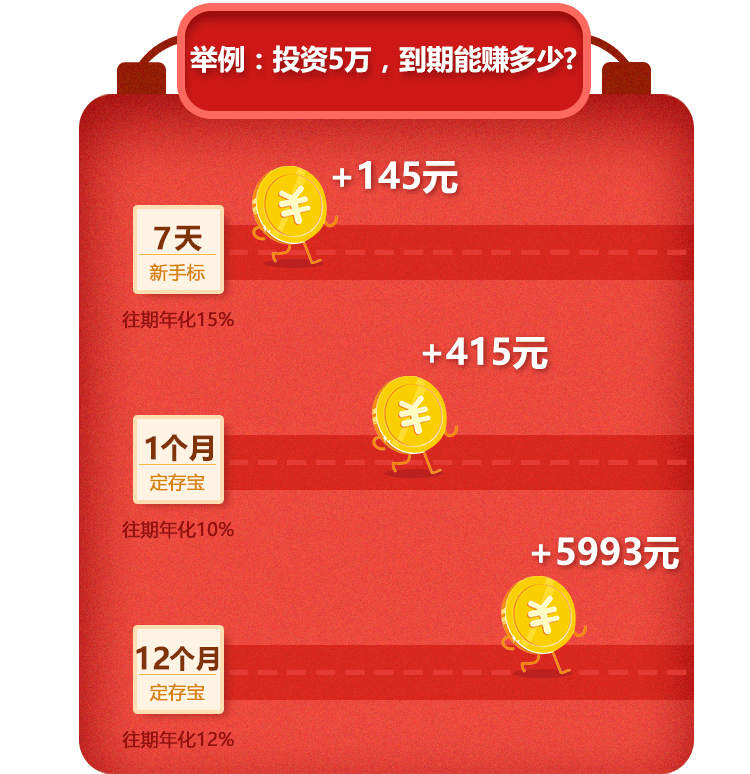 举例：投资5万，到期能赚多少?
+145元
7天
新手标
往期年化15%
+415元
1个月
定存宝
往期年化10%
+5993元
12个月
定存宝
往期年化12%